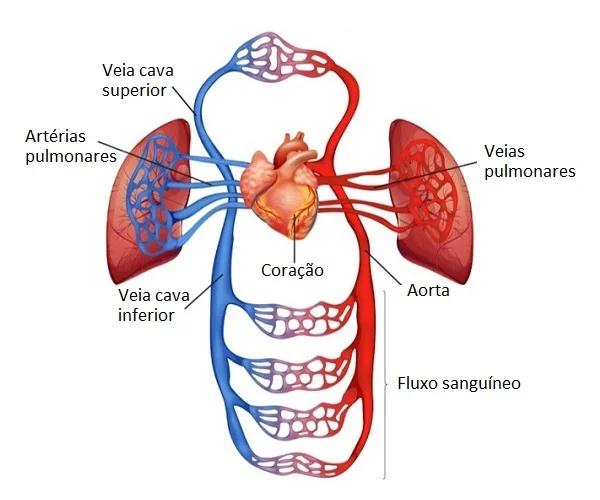 Veia cava
superior
Artérias
pulmonares
Veias
pulmonares
Coração
Veia cava
inferior
Aorta
Fluxo sanguíneo